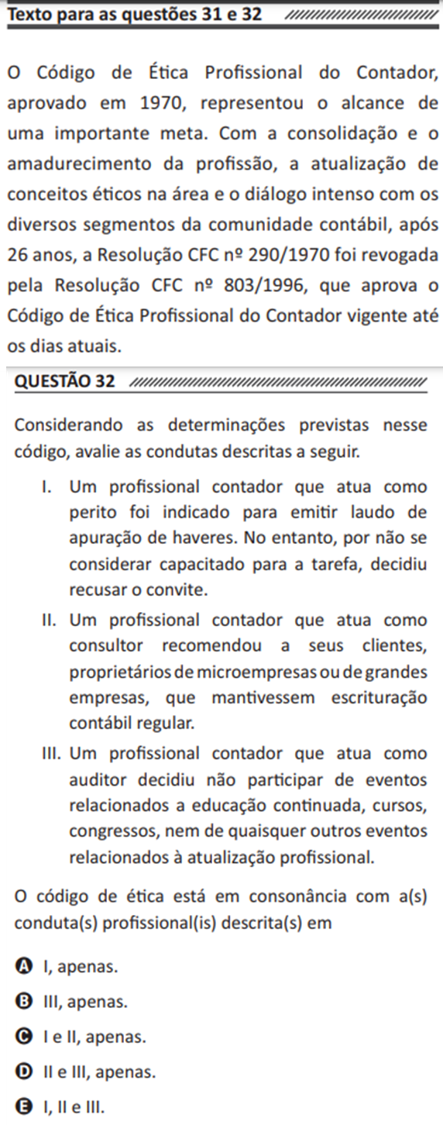 Texto para as questões 31 e 32
O Código de Ética Profissional do Contador,
aprovado em 1970, representou o alcance de
uma importante meta. Com a consolidação e o
amadurecimento da profissão, a atualização de
conceitos éticos na área e o diálogo intenso com os
diversos segmentos da comunidade contábil, após
26 anos, a Resolução CFC nº 290/1970 foi revogada
pela Resolução CFC nº 803/1996, que aprova o
Código de Ética Profissional do Contador vigente até
os dias atuais.
QUESTÃO 32
Considerando as determinações previstas nesse
código, avalie as condutas descritas a seguir.
I. Um profissional contador que atua como
perito foi indicado para emitir laudo de
apuração de haveres. No entanto, por não se
considerar capacitado para a tarefa, decidiu
recusar o convite.
II. Um profissional contador que atua como
consultor recomendou a seus clientes,
proprietários de microempresas ou de grandes
empresas, que mantivessem escrituração
contábil regular.
III. Um profissional contador que atua como
auditor decidiu não participar de eventos
relacionados a educação continuada, cursos,
congressos, nem de quaisquer outros eventos
relacionados à atualização profissional.
O código de ética está em consonância com a(s)
conduta(s) profissional(is) descrita(s) em
A I, apenas.
B III, apenas.
C I e II, apenas.
D II e III, apenas.
E I, II e III.